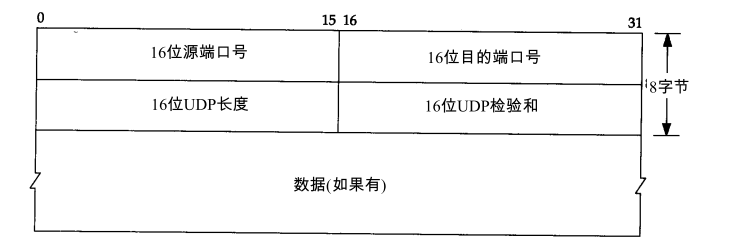 0 15 16 31
16位源端口号 16位目的端口号
8字节
16位UDP长度 16位UDP检验和
数据(如果有)